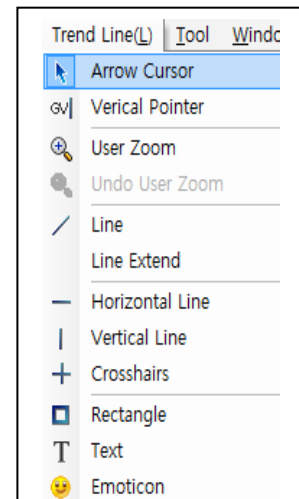 Trend Line(L) Tool Windo
Arrow Cursor
GV Verical Pointer
User Zoom
Undo User Zoom
Line
Line Extend
Horizontal Line
Vertical Line
Crosshairs
Rectangle
T Text
Emoticon